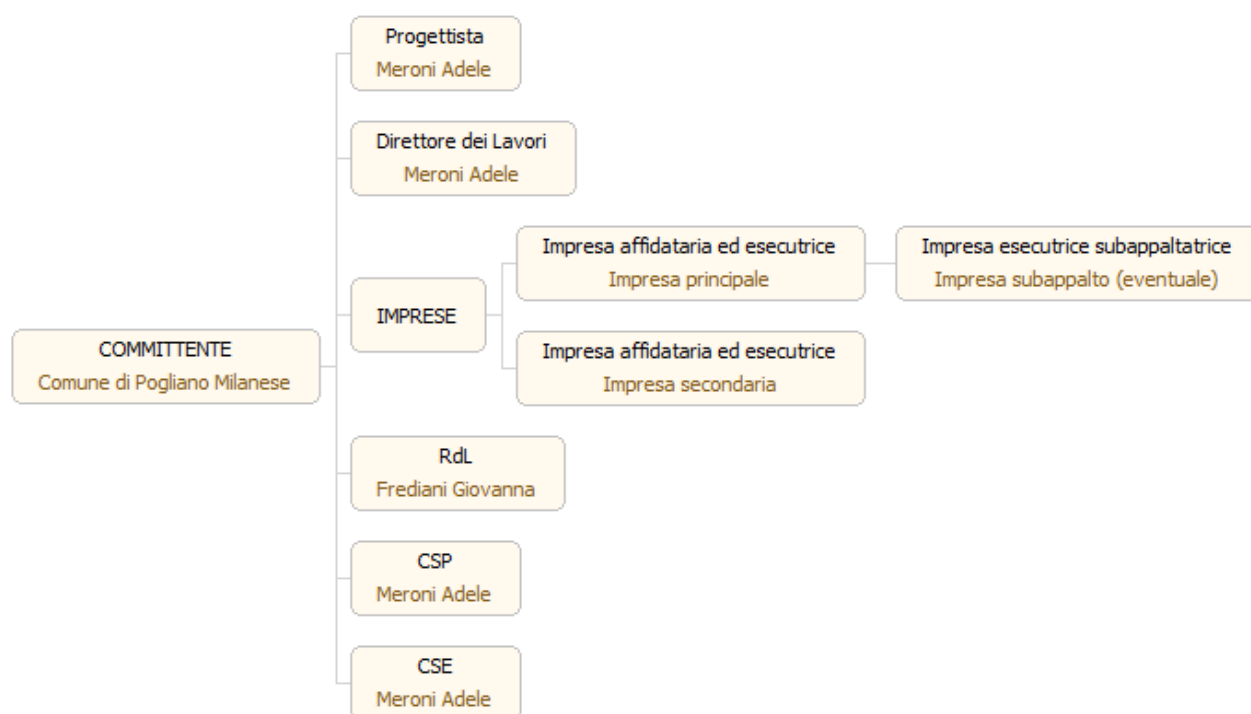 Progettista
Meroni Adele
Direttore dei Lavori
Meroni Adele
Impresa affidataria ed esecutrice
Impresa principale
Impresa esecutrice subappaltatrice
Impresa subappalto (eventuale)
IMPRESE
Impresa affidataria ed esecutrice
Impresa secondaria
COMMITTENTE
Comune di Pogliano Milanese
RdL
Frediani Giovanna
CSP
Meroni Adele
CSE
Meroni Adele